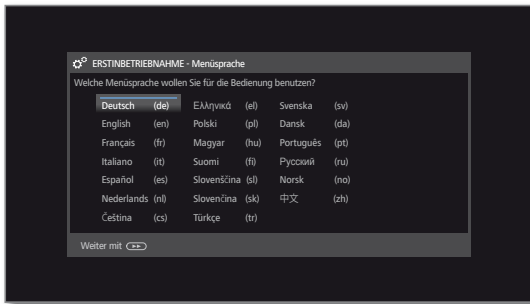 ERSTINBETRIEBNAHME - Menüsprache
Welche Menüsprache wollen Sie für die Bedienung benutzen?
Deutsch (de) Ελληνικά (el) Svenska (sv)
English (en) Polski (pl) Dansk (da)
Français (fr) Magyar (hu) Português (pt)
Italiano (it) Suomi (fi) Русский (ru)
Español (es) Slovenščina (sl) Norsk (no)
Nederlands (nl) Slovenčina (sk) 中文 (zh)
Čeština (cs) Türkçe (tr)
Weiter mit